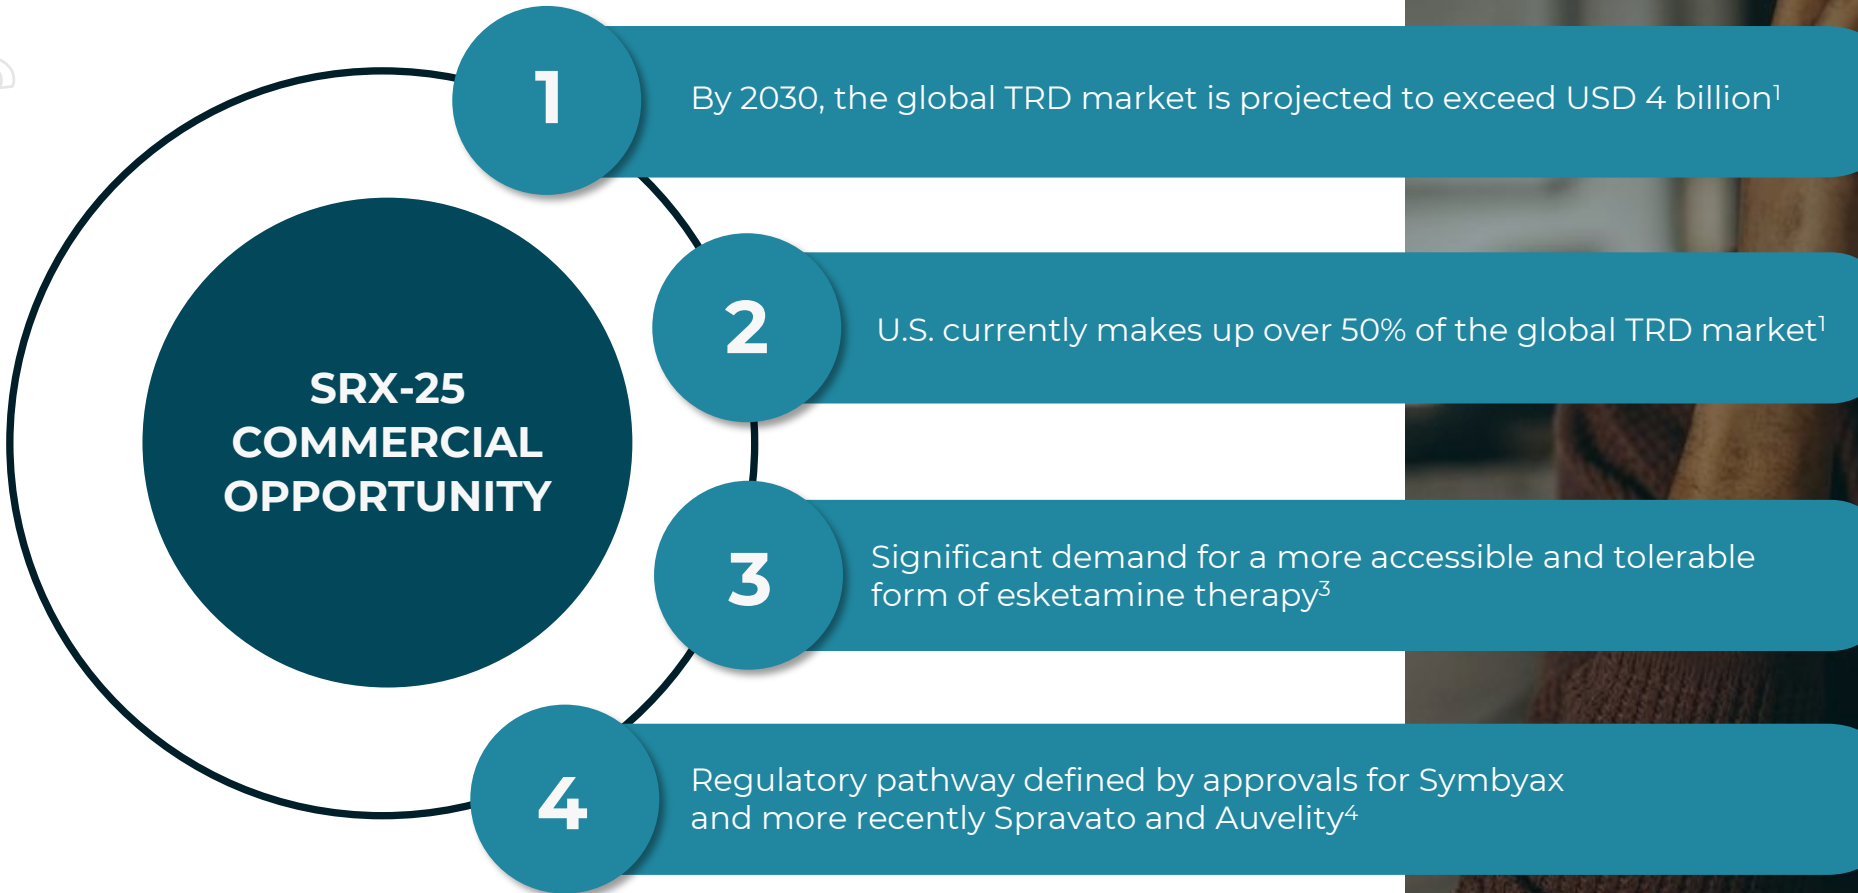 SRX-25
COMMERCIAL
OPPORTUNITY
1
By 2030, the global TRD market is projected to exceed USD 4 billion¹
2
U.S. currently makes up over 50% of the global TRD market¹
3
Significant demand for a more accessible and tolerable
form of esketamine therapy³
4
Regulatory pathway defined by approvals for Symbyax
and more recently Spravato and Auvelity⁴